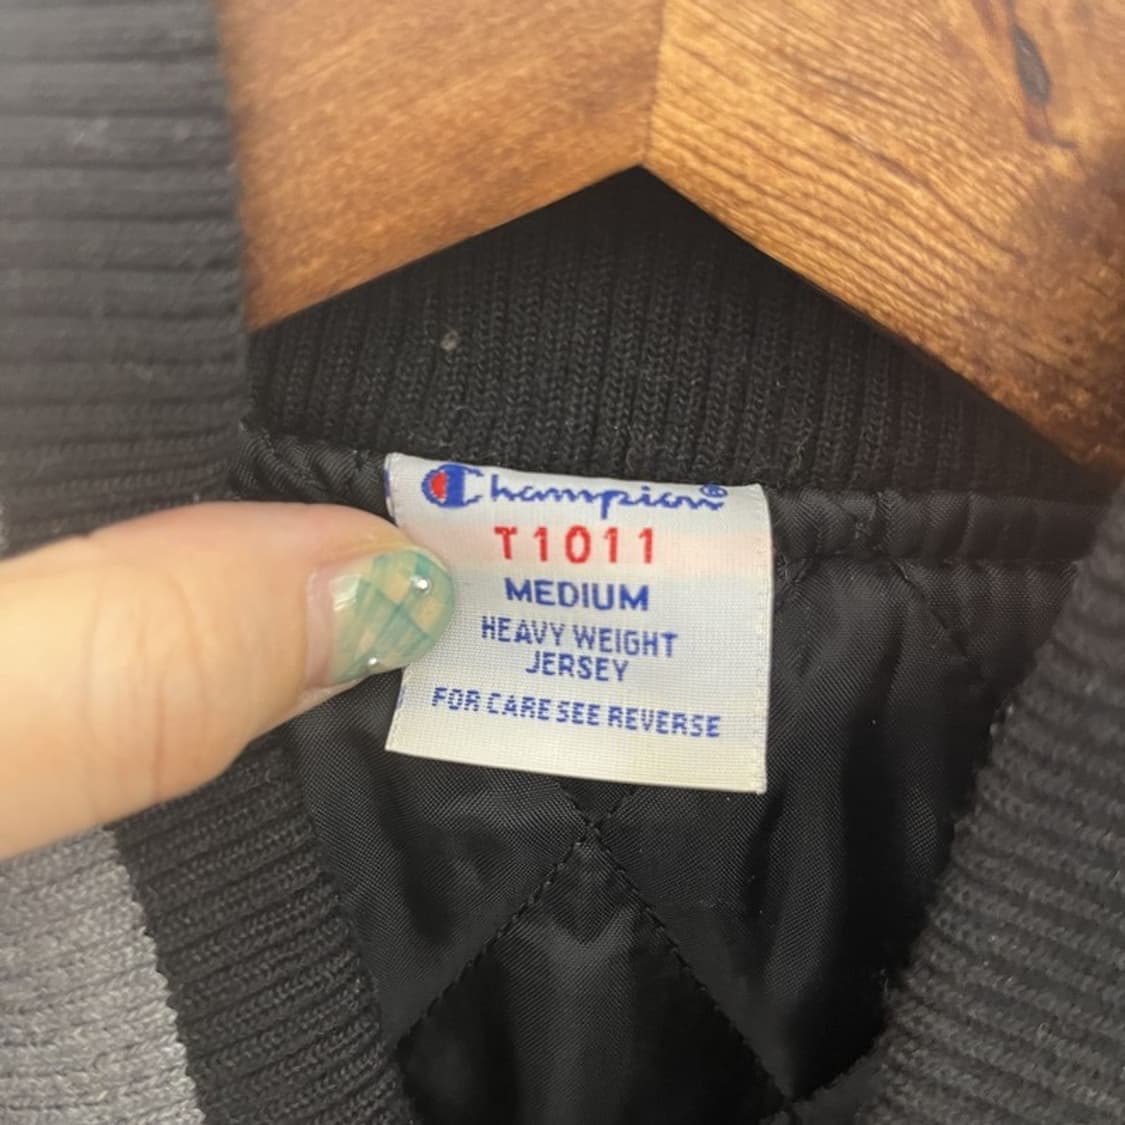 Champion®
T1011
MEDIUM
HEAVY WEIGHT
JERSEY
FOR CARE SEE REVERSE